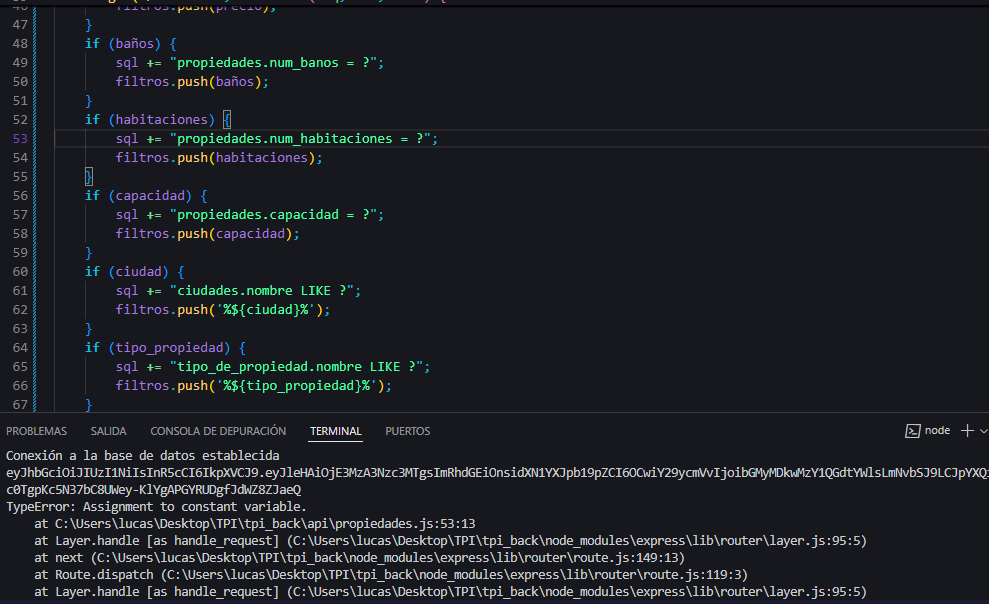 46 filtros.push(precio);
47 }
48 if (baños) {
49 sql += "propiedades.num_banos = ?";
50 filtros.push(baños);
51 }
52 if (habitaciones) {
53 sql += "propiedades.num_habitaciones = ?";
54 filtros.push(habitaciones);
55 }
56 if (capacidad) {
57 sql += "propiedades.capacidad = ?";
58 filtros.push(capacidad);
59 }
60 if (ciudad) {
61 sql += "ciudades.nombre LIKE ?";
62 filtros.push('%${ciudad}%');
63 }
64 if (tipo_propiedad) {
65 sql += "tipo_de_propiedad.nombre LIKE ?";
66 filtros.push('%${tipo_propiedad}%');
67 }
PROBLEMAS SALIDA CONSOLA DE DEPURACIÓN TERMINAL PUERTOS node
Conexión a la base de datos establecida
TypeError: Assignment to constant variable.
at C:\Users\lucas\Desktop\TPI\tpi_back\api\propiedades.js:53:13
at Layer.handle [as handle_request] (C:\Users\lucas\Desktop\TPI\tpi_back\node_modules\express\lib\router\layer.js:95:5)
at next (C:\Users\lucas\Desktop\TPI\tpi_back\node_modules\express\lib\router\route.js:149:13)
at Route.dispatch (C:\Users\lucas\Desktop\TPI\tpi_back\node_modules\express\lib\router\route.js:119:3)
at Layer.handle [as handle_request] (C:\Users\lucas\Desktop\TPI\tpi_back\node_modules\express\lib\router\layer.js:95:5)